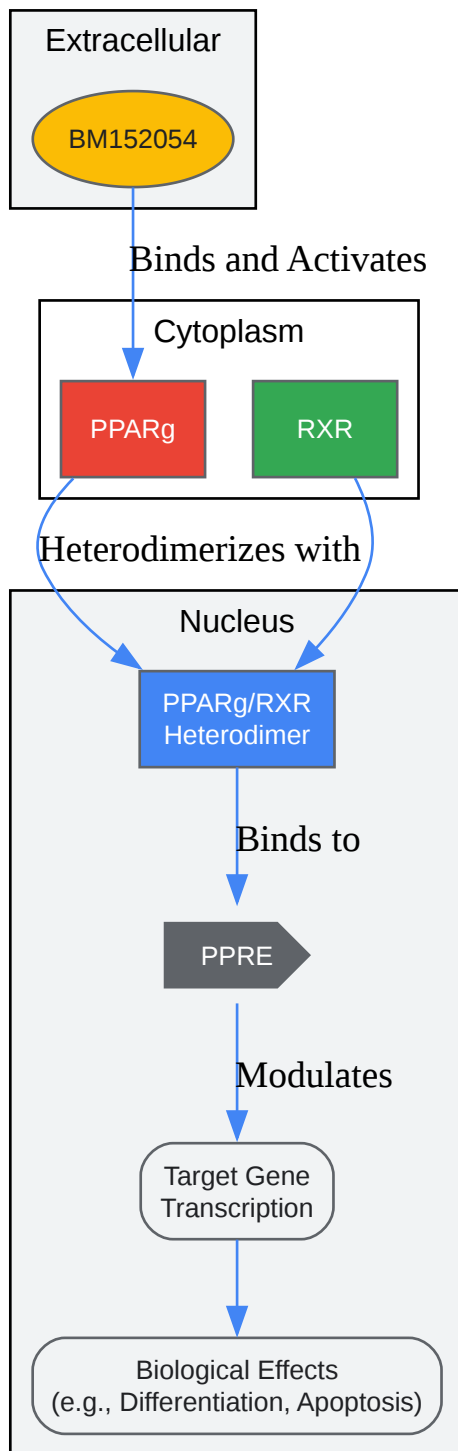 Extracellular
BM152054
Binds and Activates
Cytoplasm
PPARg
RXR
Heterodimerizes with
Nucleus
PPARg/RXR
Heterodimer
Binds to
PPRE
Modulates
Target Gene
Transcription
Biological Effects
(e.g., Differentiation, Apoptosis)